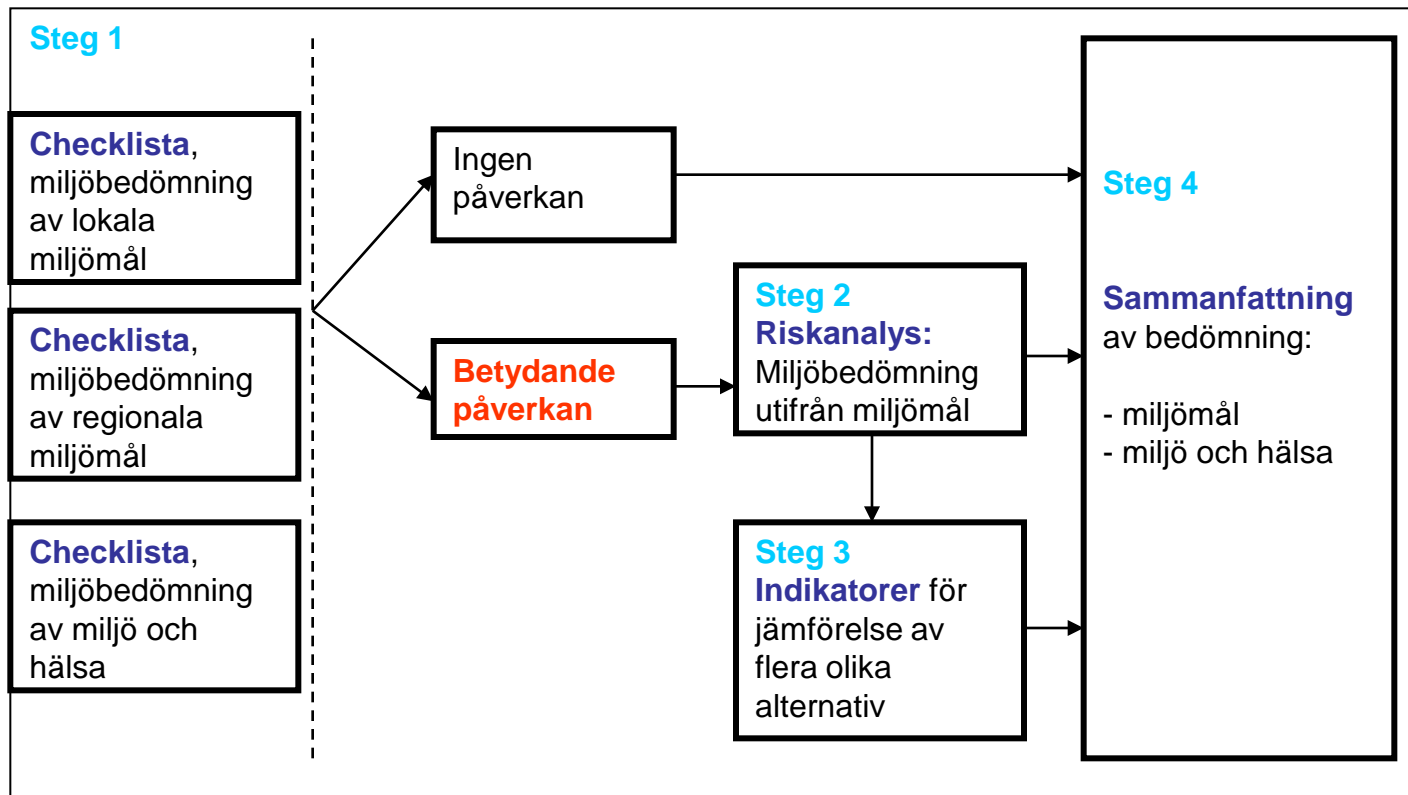 Steg 1
Checklista,
miljöbedömning
av lokala
miljömål
Checklista,
miljöbedömning
av regionala
miljömål
Checklista,
miljöbedömning
av miljö och
hälsa
Ingen
påverkan
Betydande
påverkan
Steg 2
Riskanalys:
Miljöbedömning
utifrån miljömål
Steg 3
Indikatorer för
jämförelse av
flera olika
alternativ
Steg 4
Sammanfattning
av bedömning:
- miljömål
- miljö och hälsa